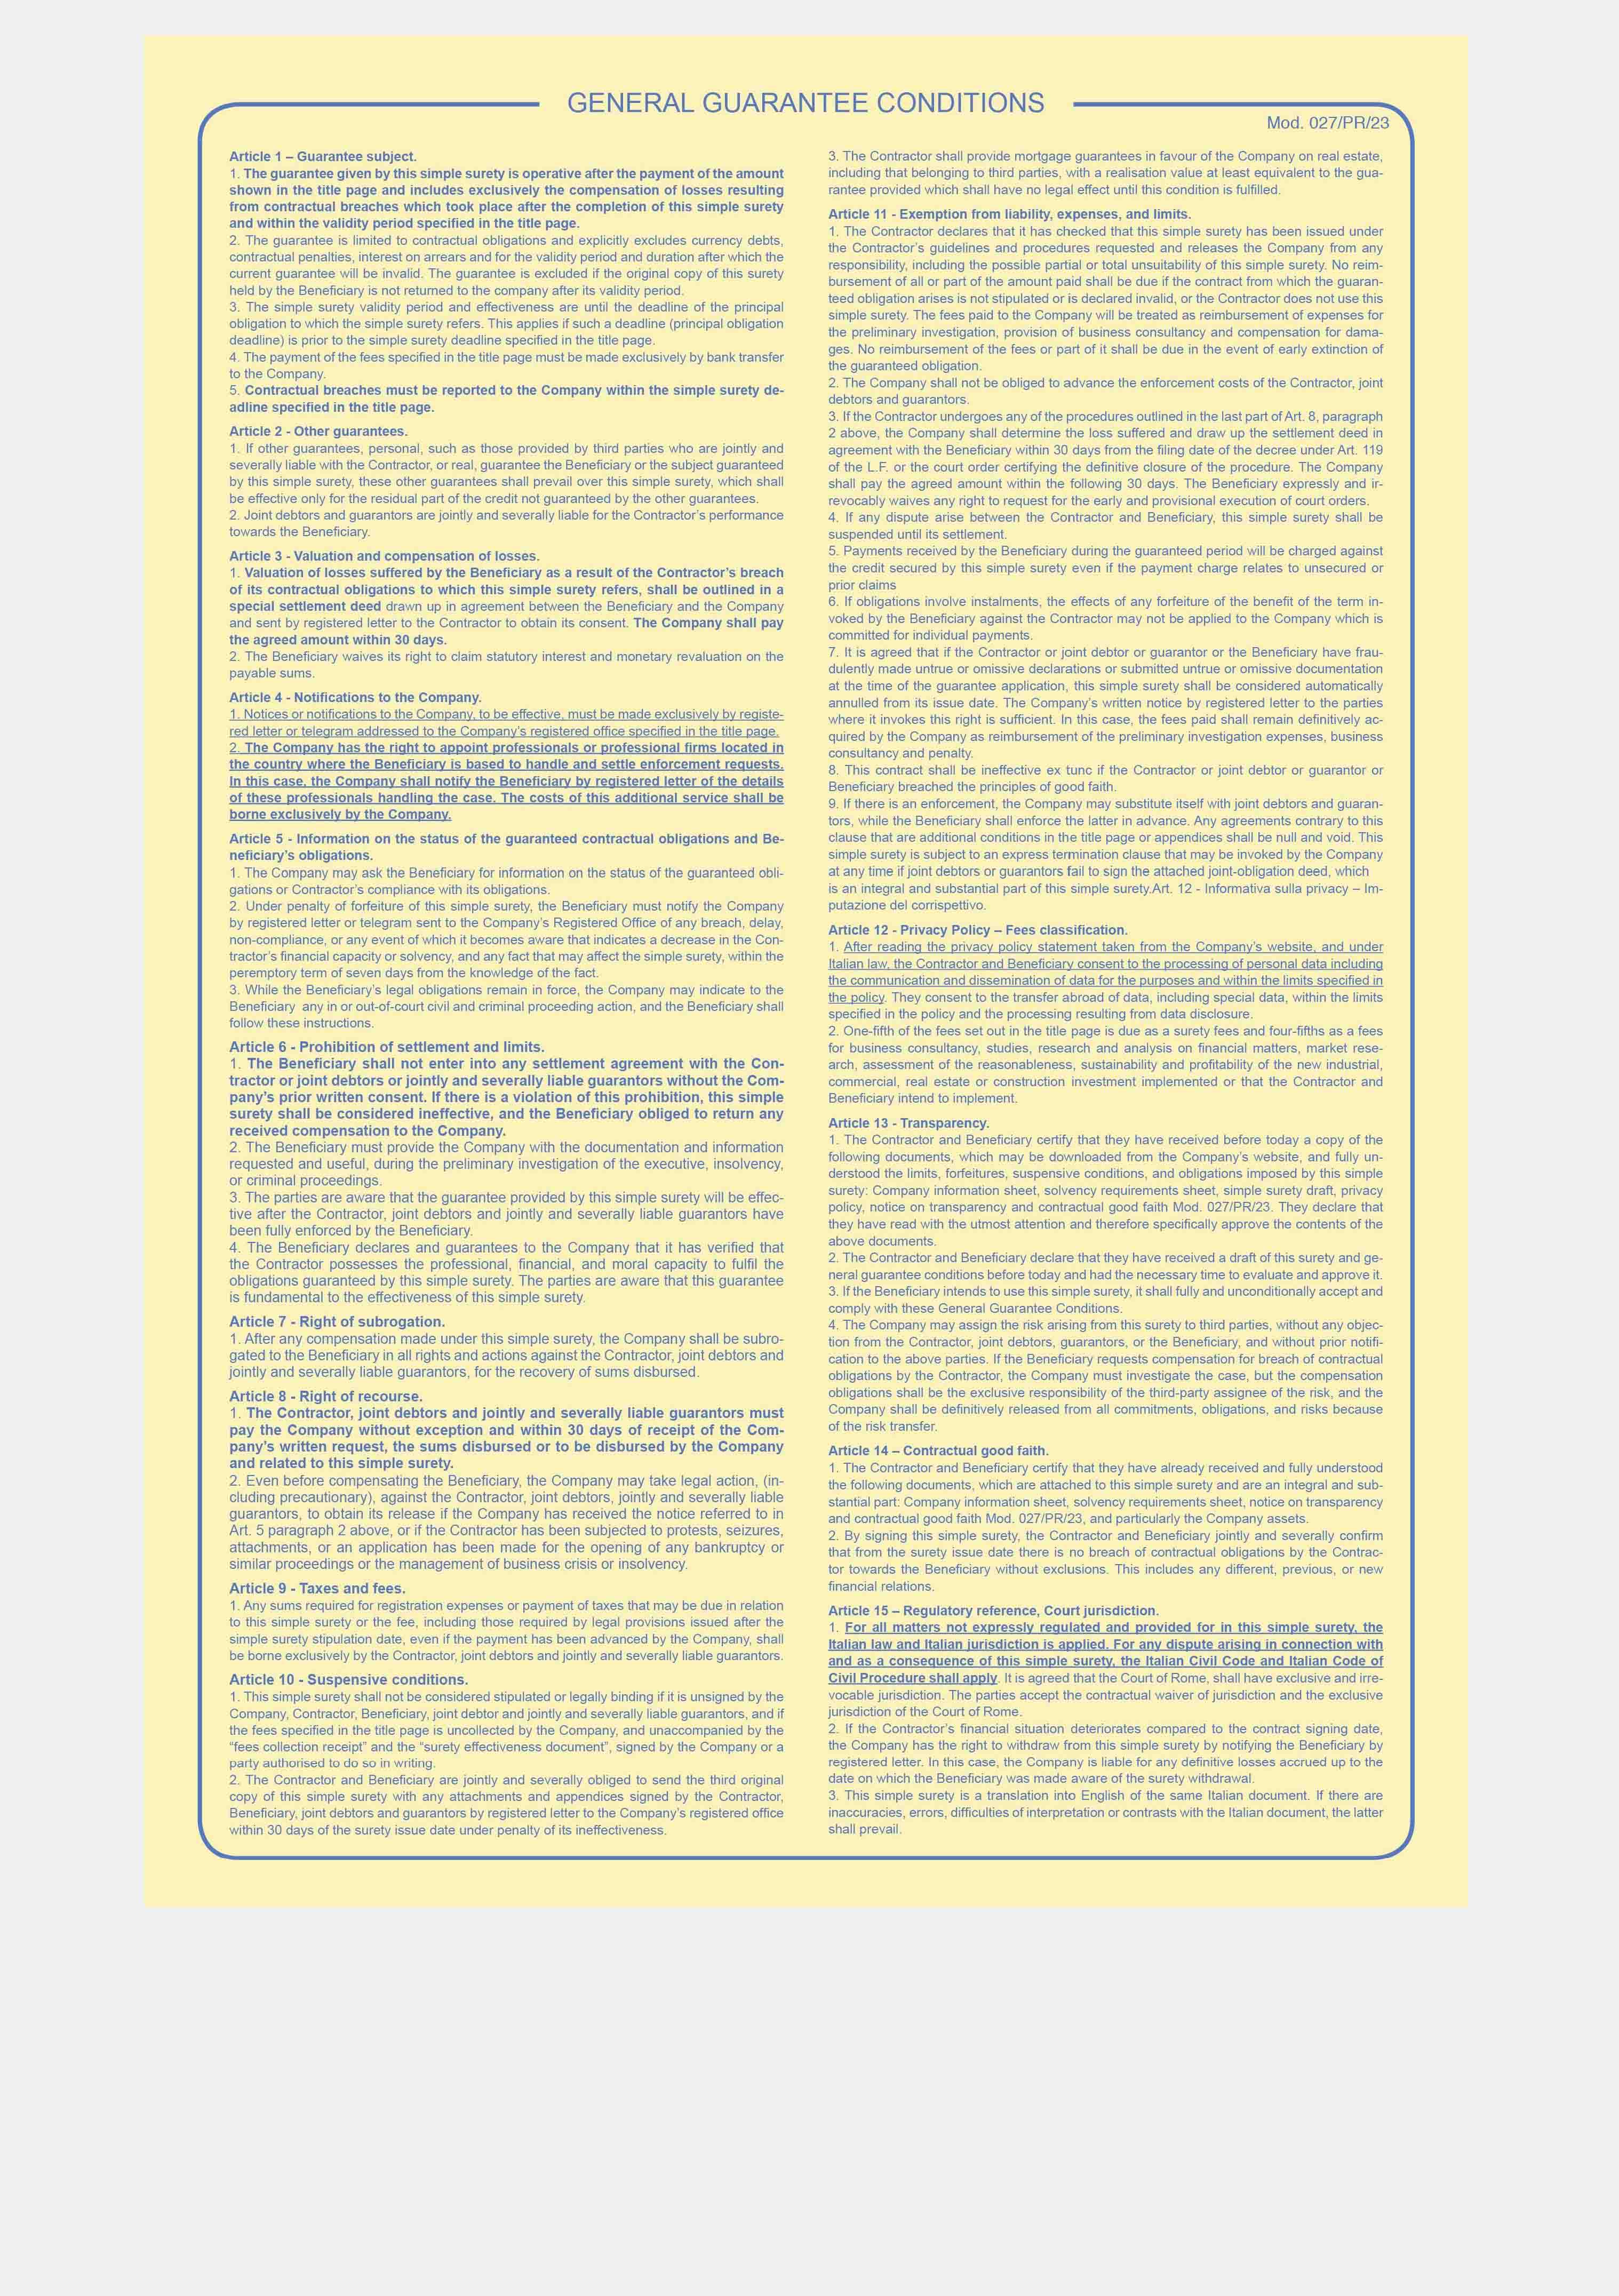 GENERAL GUARANTEE CONDITIONS
Mod. 027/PR/23
Article 1 – Guarantee subject.
1. The guarantee given by this simple surety is operative after the payment of the amount
shown in the title page and includes exclusively the compensation of losses resulting
from contractual breaches which took place after the completion of this simple surety
and within the validity period specified in the title page.
2. The guarantee is limited to contractual obligations and explicitly excludes currency debts,
contractual penalties, interest on arrears and for the validity period and duration after which the
current guarantee will be invalid. The guarantee is excluded if the original copy of this surety
held by the Beneficiary is not returned to the company after its validity period.
3. The simple surety validity period and effectiveness are until the deadline of the principal
obligation to which the simple surety refers. This applies if such a deadline (principal obligation
deadline) is prior to the simple surety deadline specified in the title page.
4. The payment of the fees specified in the title page must be made exclusively by bank transfer
to the Company.
5. Contractual breaches must be reported to the Company within the simple surety de-
adline specified in the title page.
Article 2 - Other guarantees.
1. If other guarantees, personal, such as those provided by third parties who are jointly and
severally liable with the Contractor, or real, guarantee the Beneficiary or the subject guaranteed
by this simple surety, these other guarantees shall prevail over this simple surety, which shall
be effective only for the residual part of the credit not guaranteed by the other guarantees.
2. Joint debtors and guarantors are jointly and severally liable for the Contractor’s performance
towards the Beneficiary.
Article 3 - Valuation and compensation of losses.
1. Valuation of losses suffered by the Beneficiary as a result of the Contractor’s breach
of its contractual obligations to which this simple surety refers, shall be outlined in a
special settlement deed drawn up in agreement between the Beneficiary and the Company
and sent by registered letter to the Contractor to obtain its consent. The Company shall pay
the agreed amount within 30 days.
2. The Beneficiary waives its right to claim statutory interest and monetary revaluation on the
payable sums.
Article 4 - Notifications to the Company.
1. Notices or notifications to the Company, to be effective, must be made exclusively by registe-
red letter or telegram addressed to the Company’s registered office specified in the title page.
2. The Company has the right to appoint professionals or professional firms located in
the country where the Beneficiary is based to handle and settle enforcement requests.
In this case, the Company shall notify the Beneficiary by registered letter of the details
of these professionals handling the case. The costs of this additional service shall be
borne exclusively by the Company.
Article 5 - Information on the status of the guaranteed contractual obligations and Be-
neficiary’s obligations.
1. The Company may ask the Beneficiary for information on the status of the guaranteed obli-
gations or Contractor’s compliance with its obligations.
2. Under penalty of forfeiture of this simple surety, the Beneficiary must notify the Company
by registered letter or telegram sent to the Company’s Registered Office of any breach, delay,
non-compliance, or any event of which it becomes aware that indicates a decrease in the Con-
tractor’s financial capacity or solvency, and any fact that may affect the simple surety, within the
peremptory term of seven days from the knowledge of the fact.
3. While the Beneficiary’s legal obligations remain in force, the Company may indicate to the
Beneficiary any in or out-of-court civil and criminal proceeding action, and the Beneficiary shall
follow these instructions.
Article 6 - Prohibition of settlement and limits.
1. The Beneficiary shall not enter into any settlement agreement with the Con-
tractor or joint debtors or jointly and severally liable guarantors without the Com-
pany’s prior written consent. If there is a violation of this prohibition, this simple
surety shall be considered ineffective, and the Beneficiary obliged to return any
received compensation to the Company.
2. The Beneficiary must provide the Company with the documentation and information
requested and useful, during the preliminary investigation of the executive, insolvency,
or criminal proceedings.
3. The parties are aware that the guarantee provided by this simple surety will be effec-
tive after the Contractor, joint debtors and jointly and severally liable guarantors have
been fully enforced by the Beneficiary.
4. The Beneficiary declares and guarantees to the Company that it has verified that
the Contractor possesses the professional, financial, and moral capacity to fulfil the
obligations guaranteed by this simple surety. The parties are aware that this guarantee
is fundamental to the effectiveness of this simple surety.
Article 7 - Right of subrogation.
1. After any compensation made under this simple surety, the Company shall be subro-
gated to the Beneficiary in all rights and actions against the Contractor, joint debtors and
jointly and severally liable guarantors, for the recovery of sums disbursed.
Article 8 - Right of recourse.
1. The Contractor, joint debtors and jointly and severally liable guarantors must
pay the Company without exception and within 30 days of receipt of the Com-
pany’s written request, the sums disbursed or to be disbursed by the Company
and related to this simple surety.
2. Even before compensating the Beneficiary, the Company may take legal action, (in-
cluding precautionary), against the Contractor, joint debtors, jointly and severally liable
guarantors, to obtain its release if the Company has received the notice referred to in
Art. 5 paragraph 2 above, or if the Contractor has been subjected to protests, seizures,
attachments, or an application has been made for the opening of any bankruptcy or
similar proceedings or the management of business crisis or insolvency.
Article 9 - Taxes and fees.
1. Any sums required for registration expenses or payment of taxes that may be due in relation
to this simple surety or the fee, including those required by legal provisions issued after the
simple surety stipulation date, even if the payment has been advanced by the Company, shall
be borne exclusively by the Contractor, joint debtors and jointly and severally liable guarantors.
Article 10 - Suspensive conditions.
1. This simple surety shall not be considered stipulated or legally binding if it is unsigned by the
Company, Contractor, Beneficiary, joint debtor and jointly and severally liable guarantors, and if
the fees specified in the title page is uncollected by the Company, and unaccompanied by the
“fees collection receipt” and the “surety effectiveness document”, signed by the Company or a
party authorised to do so in writing.
2. The Contractor and Beneficiary are jointly and severally obliged to send the third original
copy of this simple surety with any attachments and appendices signed by the Contractor,
Beneficiary, joint debtors and guarantors by registered letter to the Company’s registered office
within 30 days of the surety issue date under penalty of its ineffectiveness.
3. The Contractor shall provide mortgage guarantees in favour of the Company on real estate,
including that belonging to third parties, with a realisation value at least equivalent to the gua-
rantee provided which shall have no legal effect until this condition is fulfilled.
Article 11 - Exemption from liability, expenses, and limits.
1. The Contractor declares that it has checked that this simple surety has been issued under
the Contractor’s guidelines and procedures requested and releases the Company from any
responsibility, including the possible partial or total unsuitability of this simple surety. No reim-
bursement of all or part of the amount paid shall be due if the contract from which the guaran-
teed obligation arises is not stipulated or is declared invalid, or the Contractor does not use this
simple surety. The fees paid to the Company will be treated as reimbursement of expenses for
the preliminary investigation, provision of business consultancy and compensation for dama-
ges. No reimbursement of the fees or part of it shall be due in the event of early extinction of
the guaranteed obligation.
2. The Company shall not be obliged to advance the enforcement costs of the Contractor, joint
debtors and guarantors.
3. If the Contractor undergoes any of the procedures outlined in the last part of Art. 8, paragraph
2 above, the Company shall determine the loss suffered and draw up the settlement deed in
agreement with the Beneficiary within 30 days from the filing date of the decree under Art. 119
of the L.F. or the court order certifying the definitive closure of the procedure. The Company
shall pay the agreed amount within the following 30 days. The Beneficiary expressly and ir-
revocably waives any right to request for the early and provisional execution of court orders.
4. If any dispute arise between the Contractor and Beneficiary, this simple surety shall be
suspended until its settlement.
5. Payments received by the Beneficiary during the guaranteed period will be charged against
the credit secured by this simple surety even if the payment charge relates to unsecured or
prior claims
6. If obligations involve instalments, the effects of any forfeiture of the benefit of the term in-
voked by the Beneficiary against the Contractor may not be applied to the Company which is
committed for individual payments.
7. It is agreed that if the Contractor or joint debtor or guarantor or the Beneficiary have frau-
dulently made untrue or omissive declarations or submitted untrue or omissive documentation
at the time of the guarantee application, this simple surety shall be considered automatically
annulled from its issue date. The Company’s written notice by registered letter to the parties
where it invokes this right is sufficient. In this case, the fees paid shall remain definitively ac-
quired by the Company as reimbursement of the preliminary investigation expenses, business
consultancy and penalty.
8. This contract shall be ineffective ex tunc if the Contractor or joint debtor or guarantor or
Beneficiary breached the principles of good faith.
9. If there is an enforcement, the Company may substitute itself with joint debtors and guaran-
tors, while the Beneficiary shall enforce the latter in advance. Any agreements contrary to this
clause that are additional conditions in the title page or appendices shall be null and void. This
simple surety is subject to an express termination clause that may be invoked by the Company
at any time if joint debtors or guarantors fail to sign the attached joint-obligation deed, which
is an integral and substantial part of this simple surety.Art. 12 - Informativa sulla privacy – Im-
putazione del corrispettivo.
Article 12 - Privacy Policy – Fees classification.
1. After reading the privacy policy statement taken from the Company’s website, and under
Italian law, the Contractor and Beneficiary consent to the processing of personal data including
the communication and dissemination of data for the purposes and within the limits specified in
the policy. They consent to the transfer abroad of data, including special data, within the limits
specified in the policy and the processing resulting from data disclosure.
2. One-fifth of the fees set out in the title page is due as a surety fees and four-fifths as a fees
for business consultancy, studies, research and analysis on financial matters, market rese-
arch, assessment of the reasonableness, sustainability and profitability of the new industrial,
commercial, real estate or construction investment implemented or that the Contractor and
Beneficiary intend to implement.
Article 13 - Transparency.
1. The Contractor and Beneficiary certify that they have received before today a copy of the
following documents, which may be downloaded from the Company’s website, and fully un-
derstood the limits, forfeitures, suspensive conditions, and obligations imposed by this simple
surety: Company information sheet, solvency requirements sheet, simple surety draft, privacy
policy, notice on transparency and contractual good faith Mod. 027/PR/23. They declare that
they have read with the utmost attention and therefore specifically approve the contents of the
above documents.
2. The Contractor and Beneficiary declare that they have received a draft of this surety and ge-
neral guarantee conditions before today and had the necessary time to evaluate and approve it.
3. If the Beneficiary intends to use this simple surety, it shall fully and unconditionally accept and
comply with these General Guarantee Conditions.
4. The Company may assign the risk arising from this surety to third parties, without any objec-
tion from the Contractor, joint debtors, guarantors, or the Beneficiary, and without prior notifi-
cation to the above parties. If the Beneficiary requests compensation for breach of contractual
obligations by the Contractor, the Company must investigate the case, but the compensation
obligations shall be the exclusive responsibility of the third-party assignee of the risk, and the
Company shall be definitively released from all commitments, obligations, and risks because
of the risk transfer.
Article 14 – Contractual good faith.
1. The Contractor and Beneficiary certify that they have already received and fully understood
the following documents, which are attached to this simple surety and are an integral and sub-
stantial part: Company information sheet, solvency requirements sheet, notice on transparency
and contractual good faith Mod. 027/PR/23, and particularly the Company assets.
2. By signing this simple surety, the Contractor and Beneficiary jointly and severally confirm
that from the surety issue date there is no breach of contractual obligations by the Contrac-
tor towards the Beneficiary without exclusions. This includes any different, previous, or new
financial relations.
Article 15 – Regulatory reference, Court jurisdiction.
1. For all matters not expressly regulated and provided for in this simple surety, the
Italian law and Italian jurisdiction is applied. For any dispute arising in connection with
and as a consequence of this simple surety, the Italian Civil Code and Italian Code of
Civil Procedure shall apply. It is agreed that the Court of Rome, shall have exclusive and irre-
vocable jurisdiction. The parties accept the contractual waiver of jurisdiction and the exclusive
jurisdiction of the Court of Rome.
2. If the Contractor’s financial situation deteriorates compared to the contract signing date,
the Company has the right to withdraw from this simple surety by notifying the Beneficiary by
registered letter. In this case, the Company is liable for any definitive losses accrued up to the
date on which the Beneficiary was made aware of the surety withdrawal.
3. This simple surety is a translation into English of the same Italian document. If there are
inaccuracies, errors, difficulties of interpretation or contrasts with the Italian document, the latter
shall prevail.